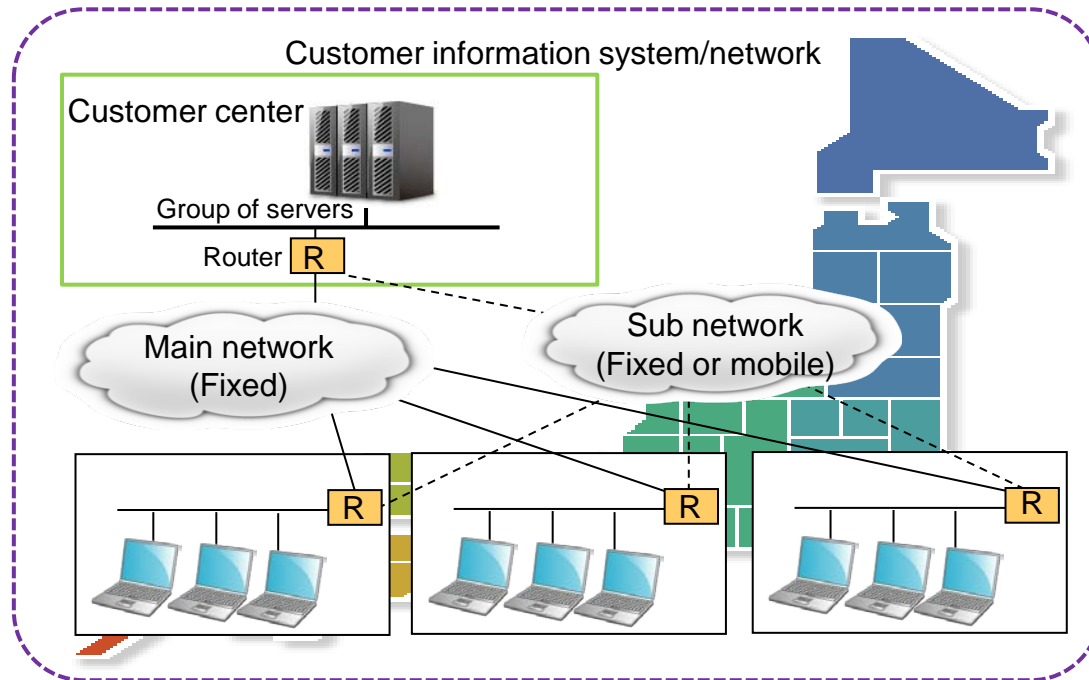 Customer information system/network
Customer center
Group of servers
Router
R
Main network
(Fixed)
Sub network
(Fixed or mobile)
R
R
R